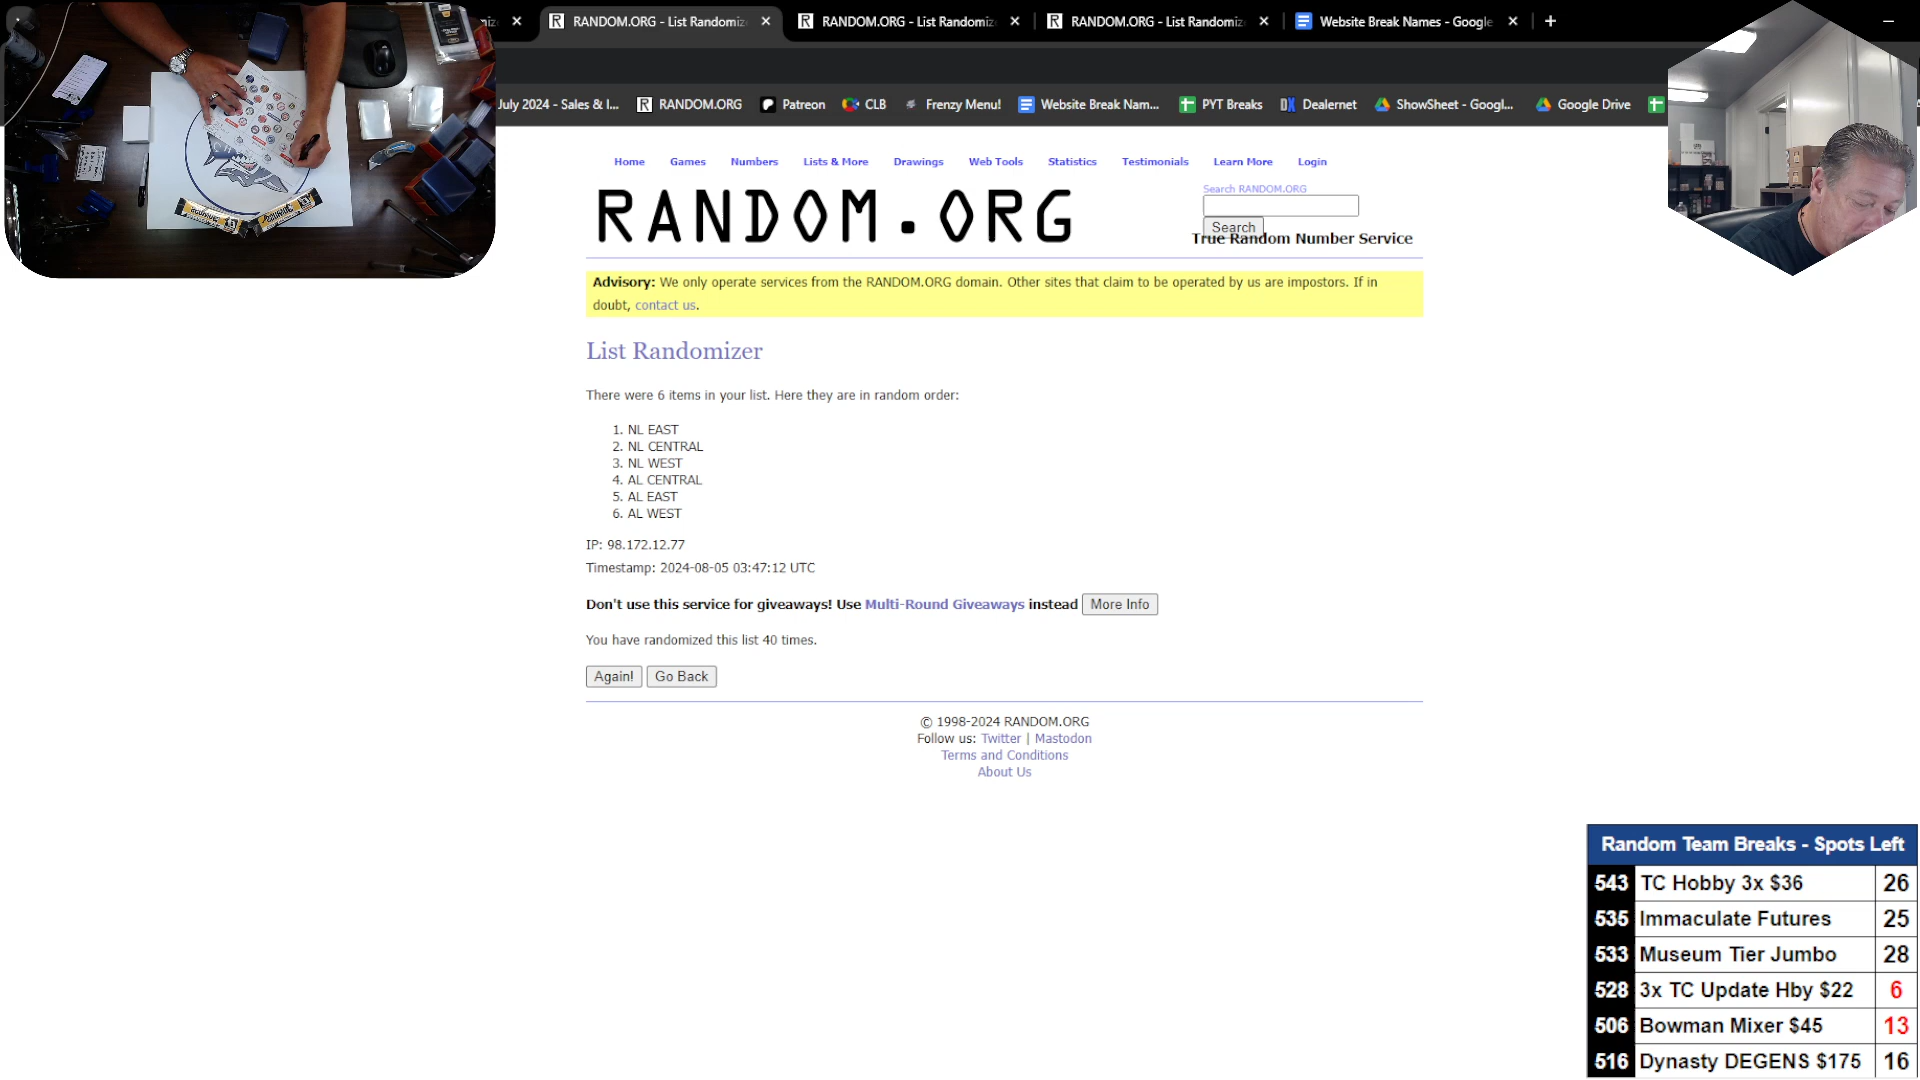 RANDOM.ORG - List Randomiz
RANDOM.ORG - List Randomiz
RANDOM.ORG - List Randomiz
Website Break Names - Google
July 2024 - Sales & I...
RANDOM.ORG
Patreon
CLB
Frenzy Menu!
Website Break Nam...
PYT Breaks
Dealernet
ShowSheet - Googl...
Google Drive
Home
Games
Numbers
Lists & More
Drawings
Web Tools
Statistics
Testimonials
Learn More
Login
RANDOM.ORG
Search RANDOM.ORG
Search
True Random Number Service
Advisory: We only operate services from the RANDOM.ORG domain. Other sites that claim to be operated by us are impostors. If in
doubt, contact us.
List Randomizer
There were 6 items in your list. Here they are in random order:
1. NL EAST
2. NL CENTRAL
3. NL WEST
4. AL CENTRAL
5. AL EAST
6. AL WEST
IP: 98.172.12.77
Timestamp: 2024-08-05 03:47:12 UTC
Don't use this service for giveaways! Use Multi-Round Giveaways instead More Info
You have randomized this list 40 times.
Again! Go Back
© 1998-2024 RANDOM.ORG
Follow us: Twitter | Mastodon
Terms and Conditions
About Us
Random Team Breaks - Spots Left
543 TC Hobby 3x $36 26
535 Immaculate Futures 25
533 Museum Tier Jumbo 28
528 3x TC Update Hby $22 6
506 Bowman Mixer $45 13
516 Dynasty DEGENS $175 16